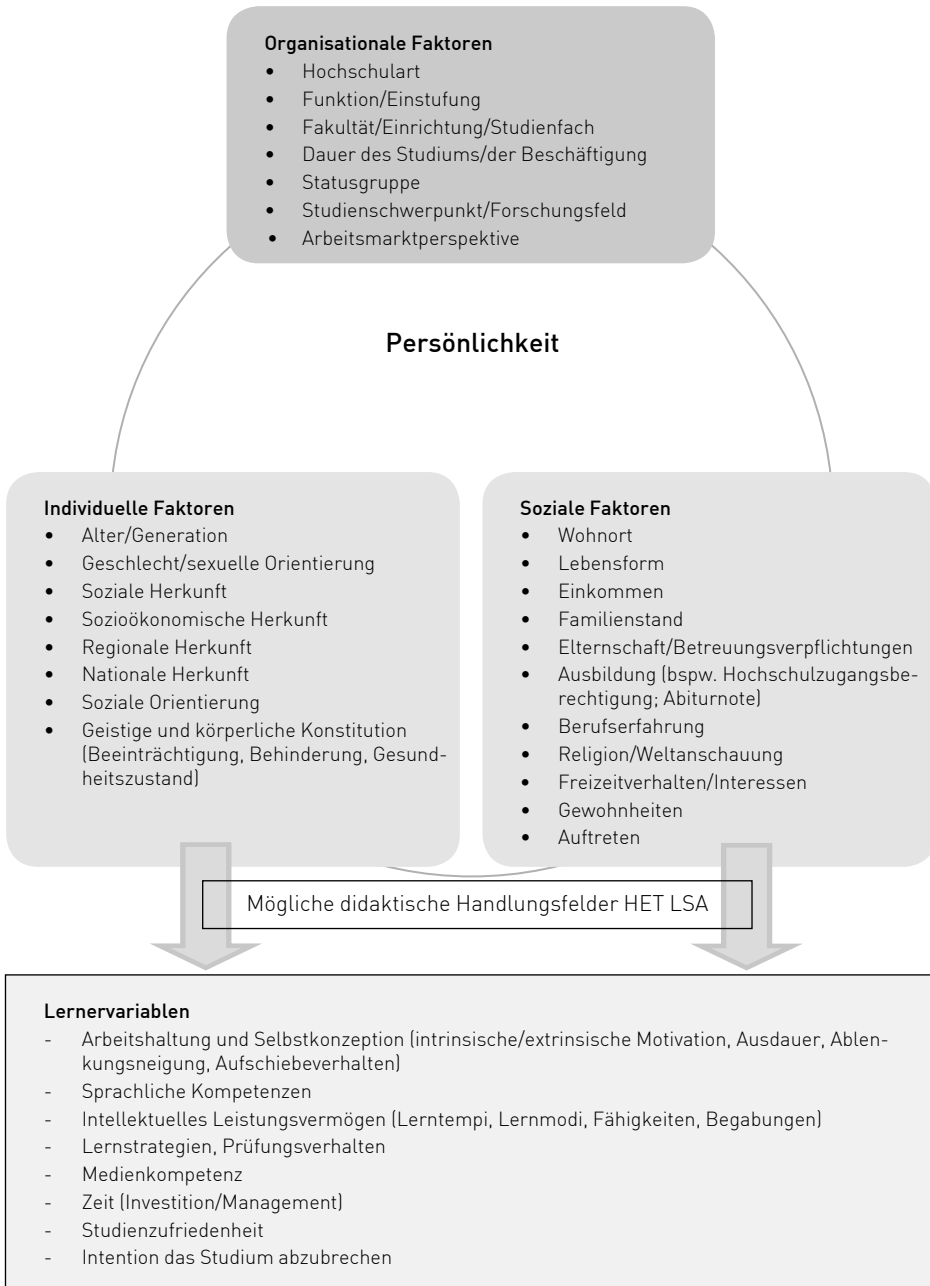 Organisationale Faktoren
• Hochschulart
• Funktion/Einstufung
• Fakultät/Einrichtung/Studienfach
• Dauer des Studiums/der Beschäftigung
• Statusgruppe
• Studienschwerpunkt/Forschungsfeld
• Arbeitsmarktperspektive
Persönlichkeit
Individuelle Faktoren
• Alter/Generation
• Geschlecht/sexuelle Orientierung
• Soziale Herkunft
• Sozioökonomische Herkunft
• Regionale Herkunft
• Nationale Herkunft
• Soziale Orientierung
• Geistige und körperliche Konstitution
(Beeinträchtigung, Behinderung, Gesund-
heitszustand)
Soziale Faktoren
• Wohnort
• Lebensform
• Einkommen
• Familienstand
• Elternschaft/Betreuungsverpflichtungen
• Ausbildung (bspw. Hochschulzugangsbe-
rechtigung; Abiturnote)
• Berufserfahrung
• Religion/Weltanschauung
• Freizeitverhalten/Interessen
• Gewohnheiten
• Auftreten
Mögliche didaktische Handlungsfelder HET LSA
Lernervariablen
- Arbeitshaltung und Selbstkonzeption (intrinsische/extrinsische Motivation, Ausdauer, Ablen-
kungsneigung, Aufschiebeverhalten)
- Sprachliche Kompetenzen
- Intellektuelles Leistungsvermögen (Lerntempi, Lernmodi, Fähigkeiten, Begabungen)
- Lernstrategien, Prüfungsverhalten
- Medienkompetenz
- Zeit (Investition/Management)
- Studienzufriedenheit
- Intention das Studium abzubrechen